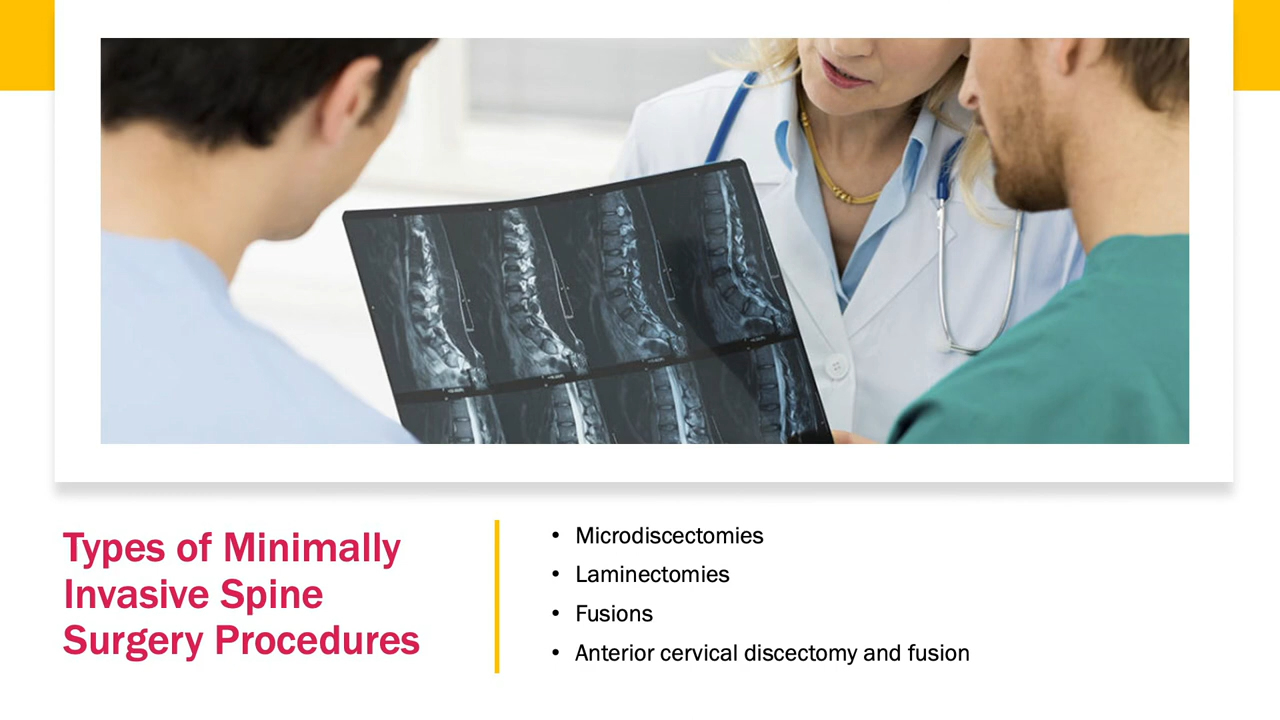 Types of Minimally
Invasive Spine
Surgery Procedures
• Microdiscectomies
• Laminectomies
• Fusions
• Anterior cervical discectomy and fusion